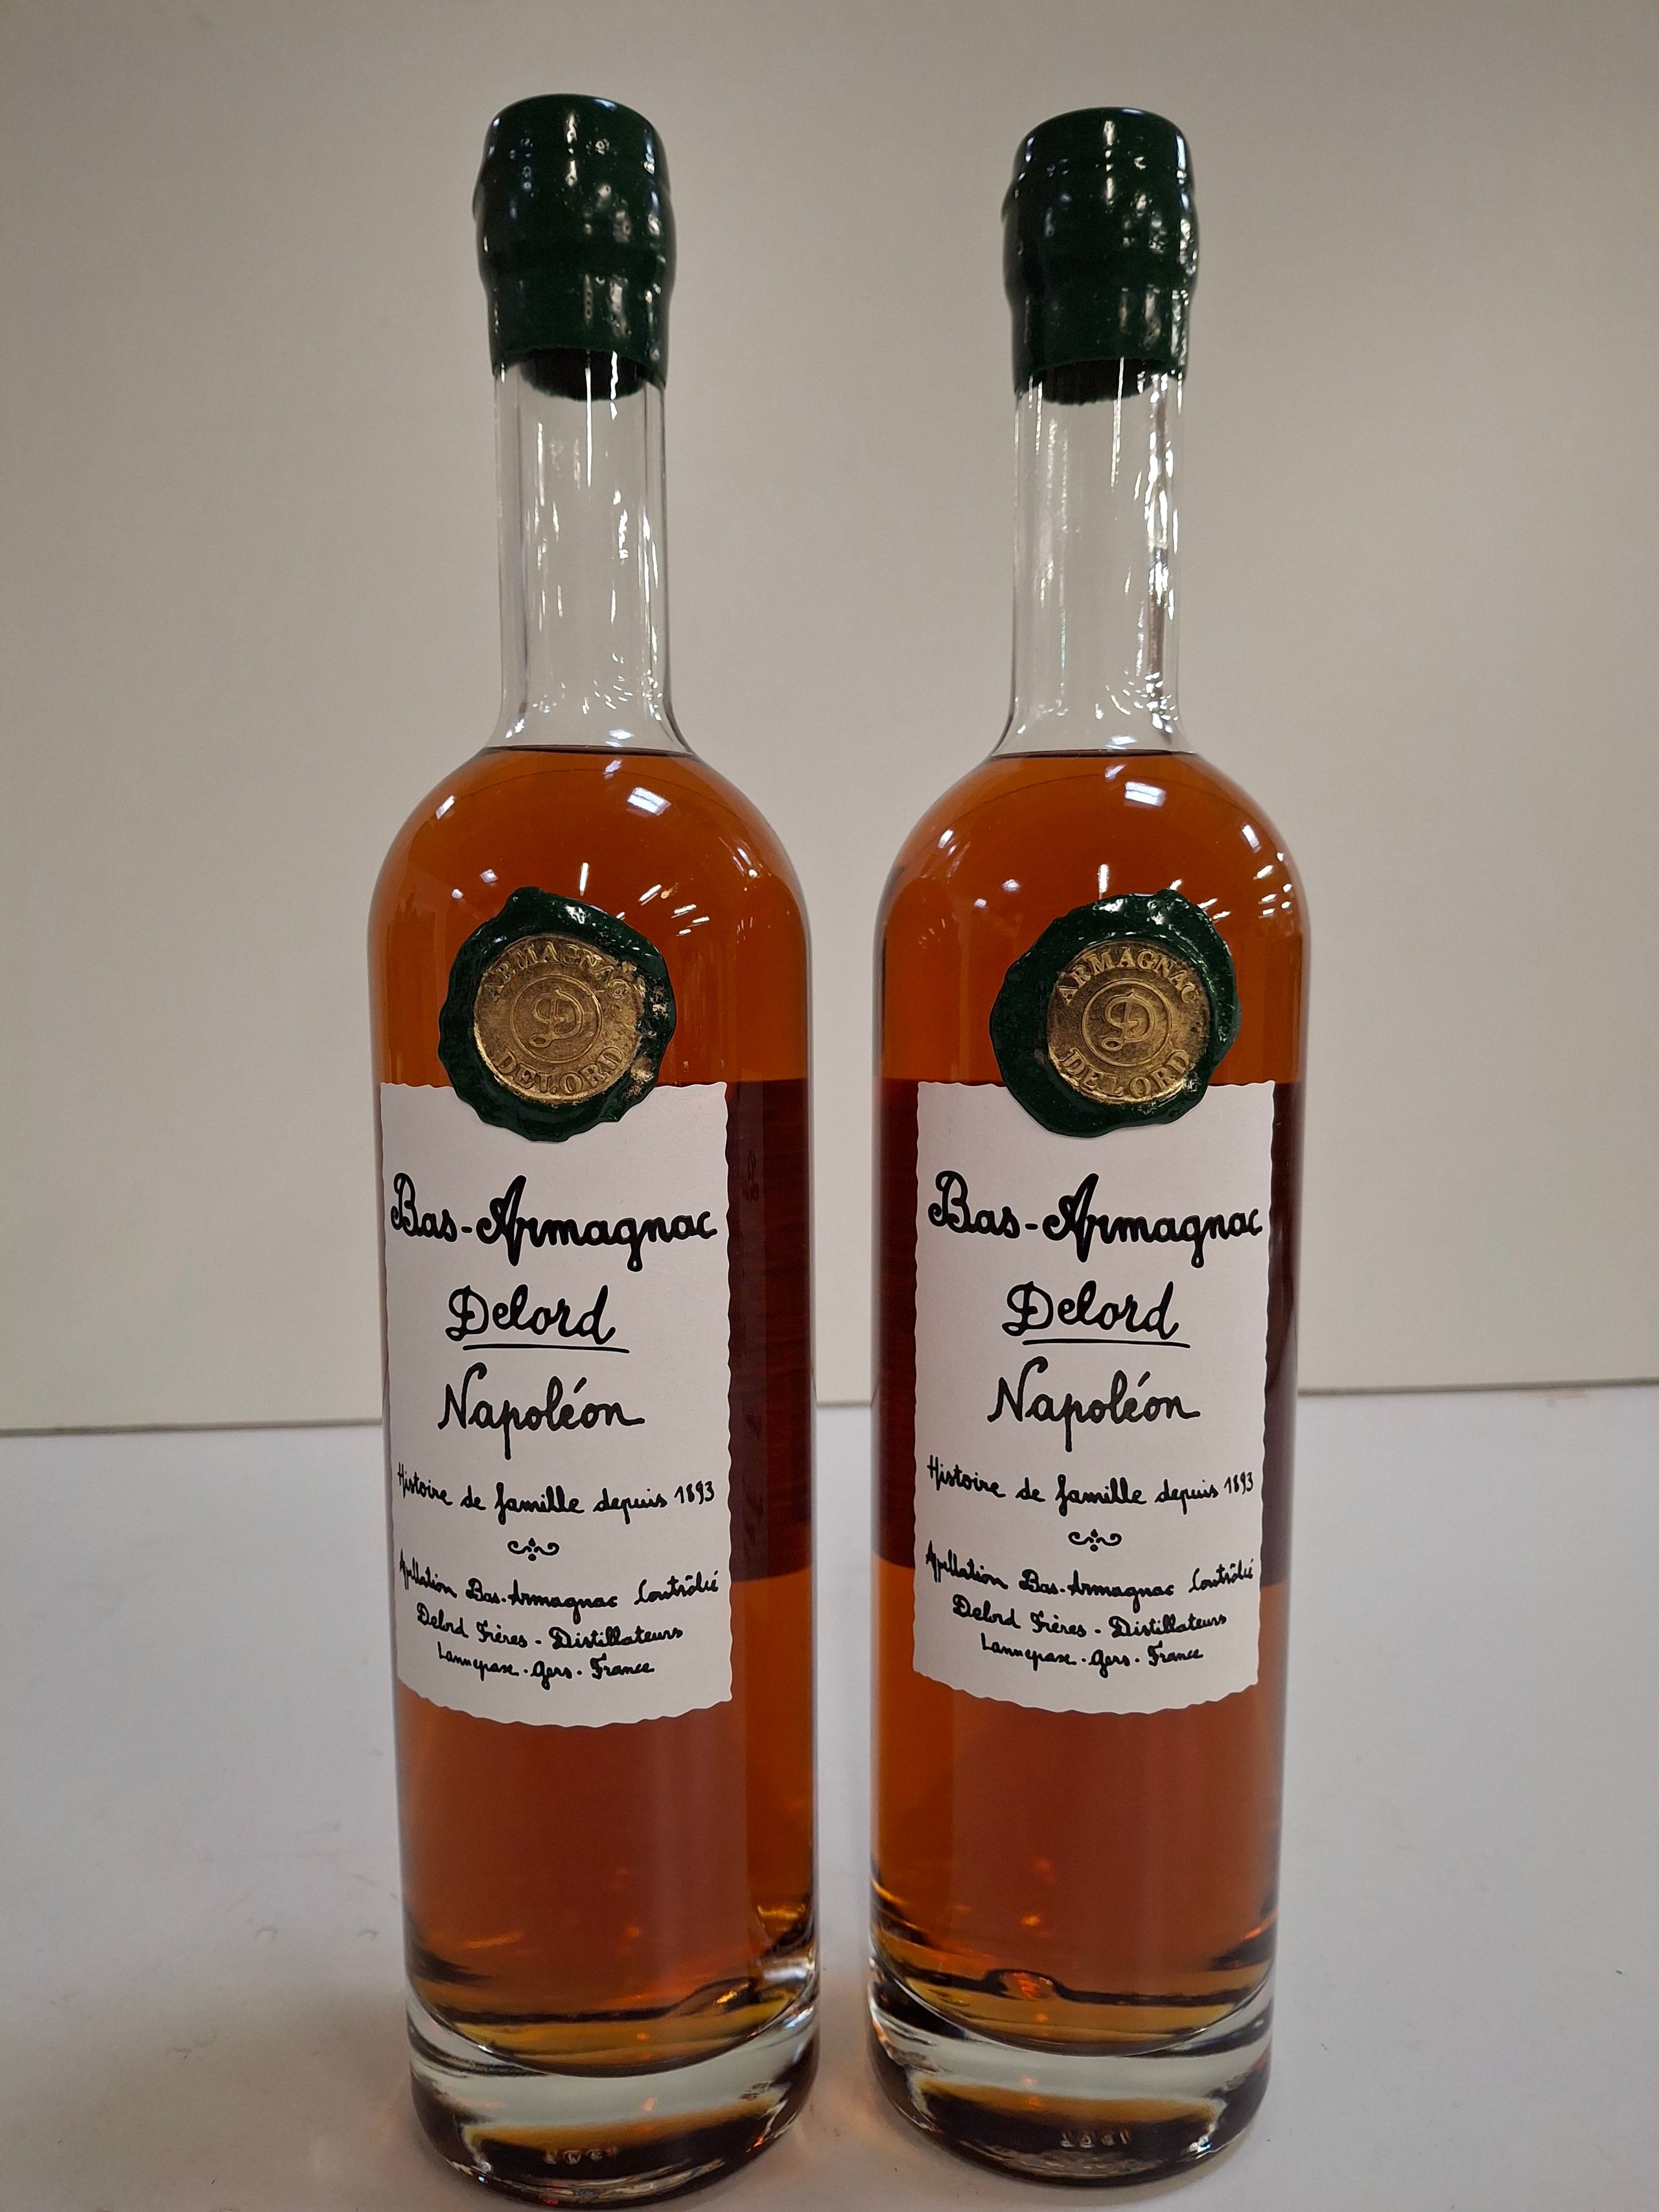 ARMAGNAC
D
DELORD
Bas-Armagnac
Delord
Napoléon
Histoire de famille depuis 1893
Appellation Bas-Armagnac Contrôlée
Delord Frères - Distillateurs
Lannepax - Gers - France
ARMAGNAC
D
DELORD
Bas-Armagnac
Delord
Napoléon
Histoire de famille depuis 1893
Appellation Bas-Armagnac Contrôlée
Delord Frères - Distillateurs
Lannepax - Gers - France